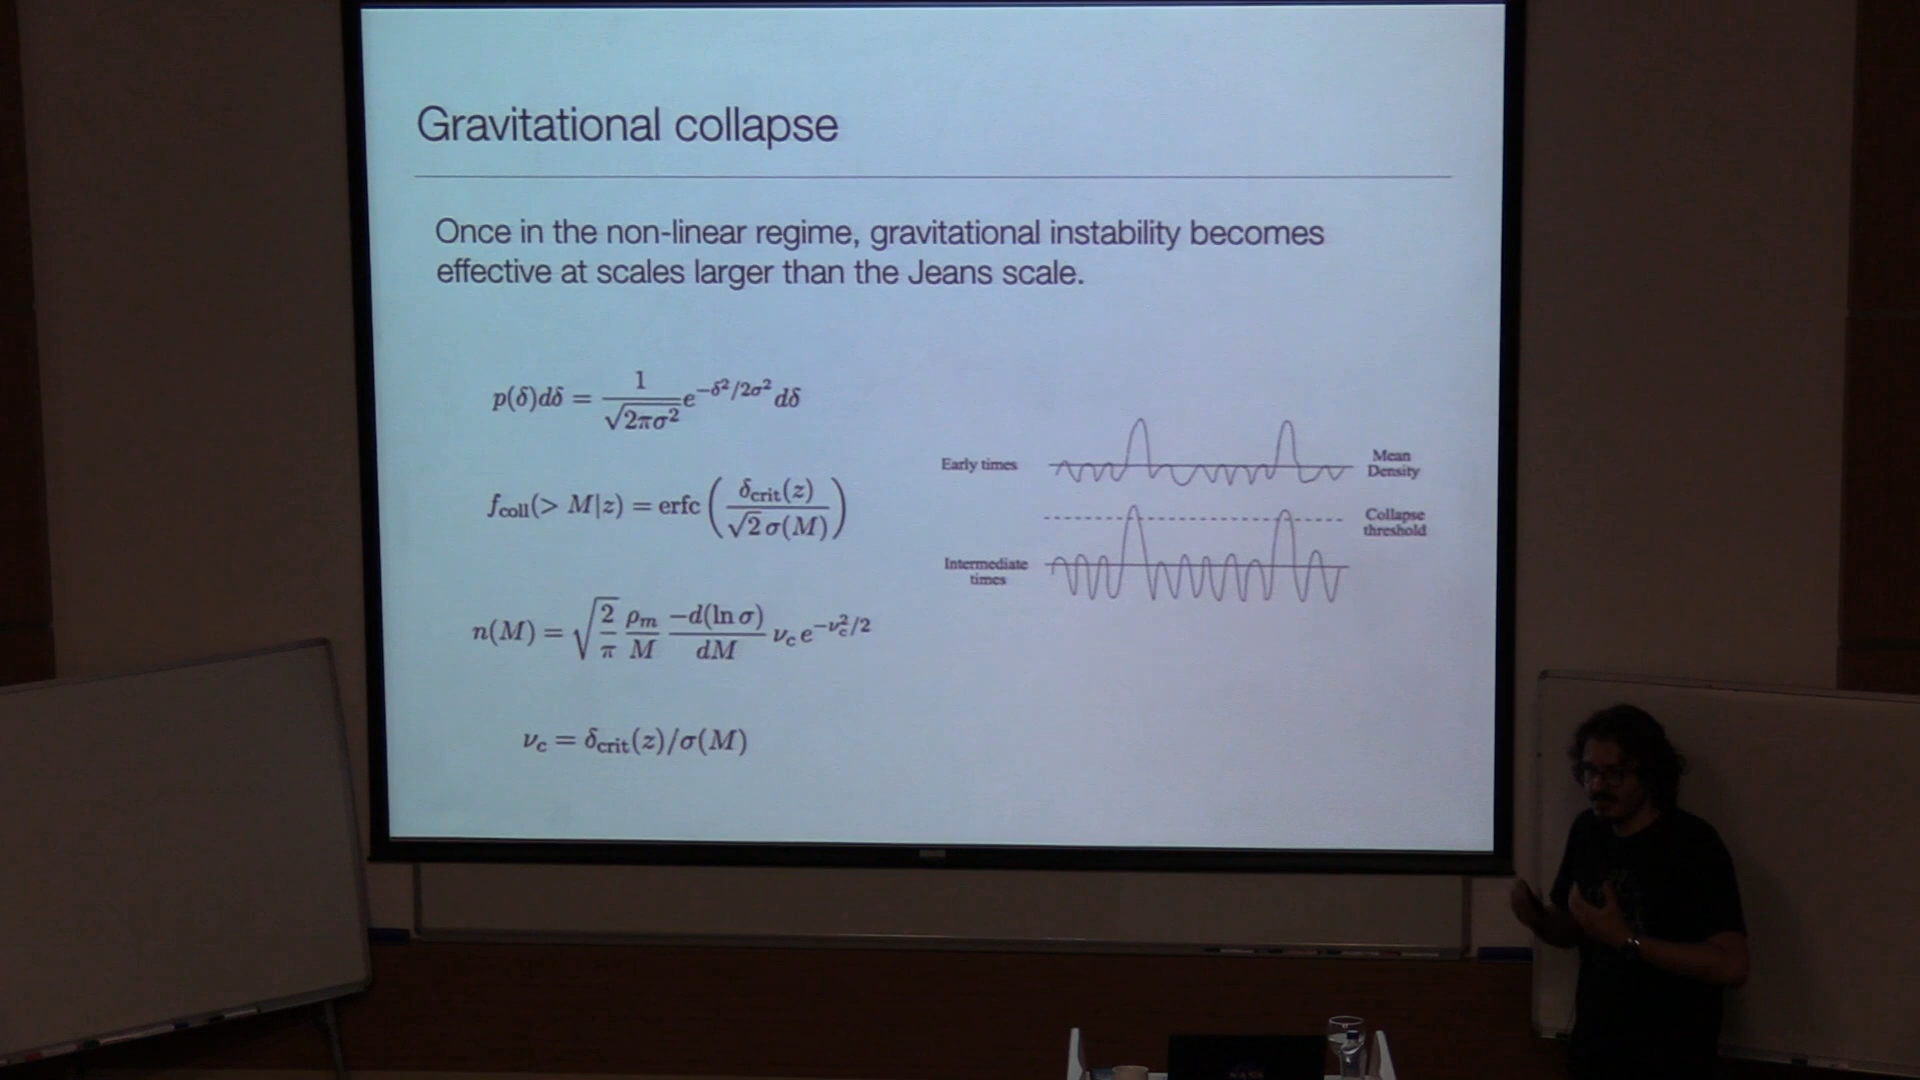 Gravitational collapse
Once in the non-linear regime, gravitational instability becomes
effective at scales larger than the Jeans scale.
p(δ)dδ = 1/√(2πσ²) e^(−δ²/2σ²) dδ
f_coll(> M|z) = erfc (δ_crit(z)/(√2 σ(M)))
n(M) = √(2/π) ρ_m/M −d(ln σ)/dM ν_c e^(−ν_c²/2)
ν_c = δ_crit(z)/σ(M)
Early times
Mean
Density
Collapse
threshold
Intermediate
times